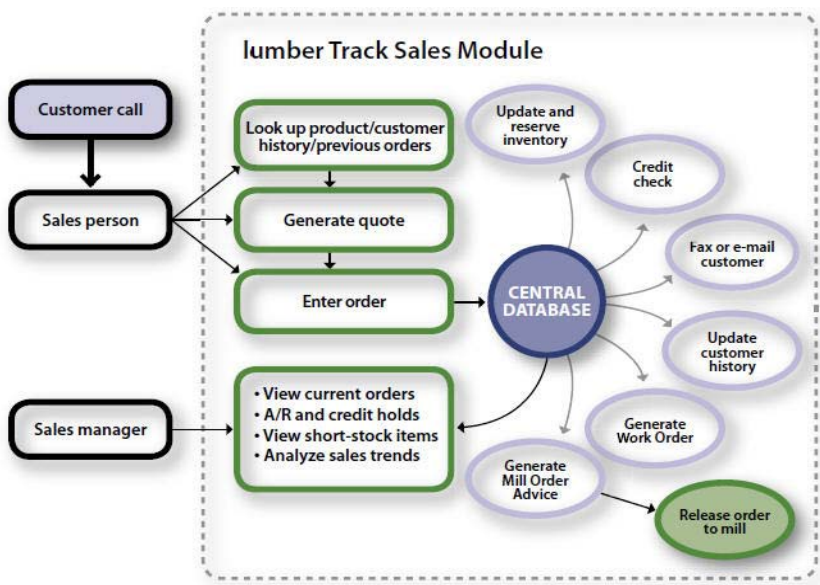 lumber Track Sales Module
Customer call
Sales person
Look up product/customer
history/previous orders
Generate quote
Enter order
CENTRAL
DATABASE
Update and
reserve
inventory
Credit
check
Fax or e-mail
customer
Update
customer
history
Generate
Work Order
Generate
Mill Order
Advice
Release order
to mill
Sales manager
• View current orders
• A/R and credit holds
• View short-stock items
• Analyze sales trends